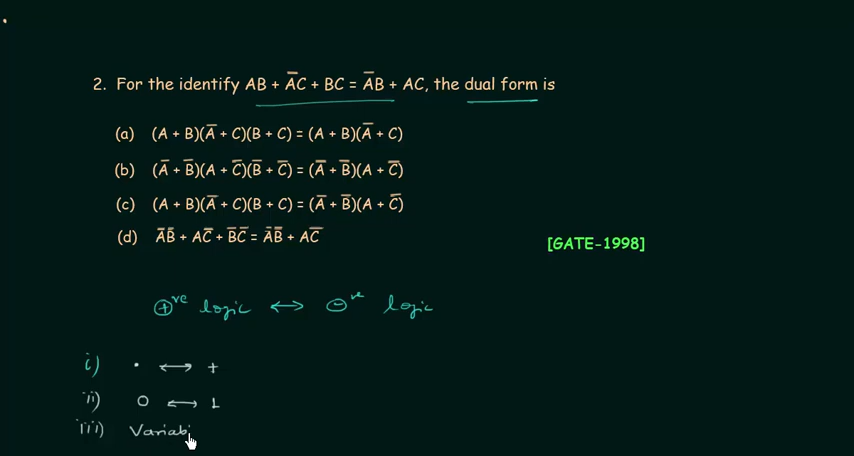 2. For the identify AB + A̅C + BC = A̅B + AC, the dual form is
(a) (A + B)(A̅ + C)(B + C) = (A + B)(A̅ + C)
(b) (A̅ + B̅)(A + C̅)(B̅ + C̅) = (A̅ + B̅)(A + C̅)
(c) (A + B)(A̅ + C)(B + C) = (A̅ + B̅)(A + C̅)
(d) A̅B̅ + AC̅ + B̅C̅ = A̅B̅ + AC̅
[GATE-1998]
⊕ve logic ↔ ⊖ve logic
i) · ↔ +
ii) 0 ↔ 1
iii) Variab